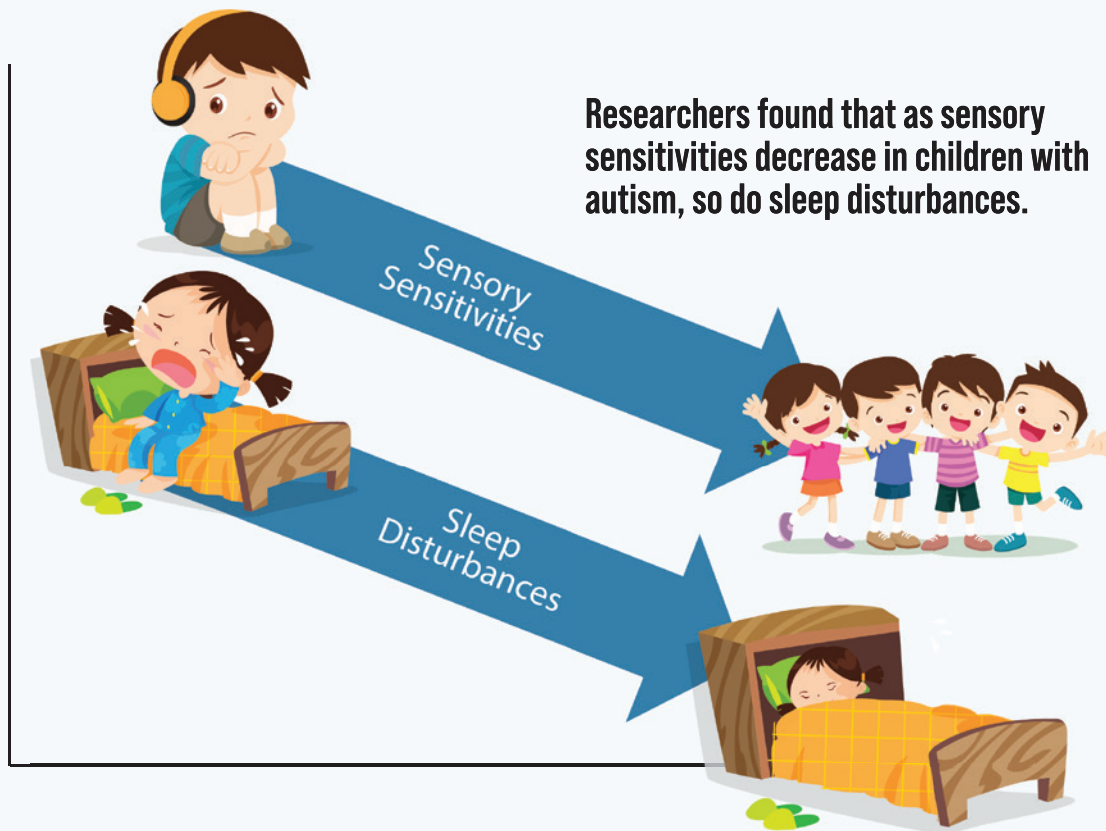 Researchers found that as sensory
sensitivities decrease in children with
autism, so do sleep disturbances.
Sensory
Sensitivities
Sleep
Disturbances